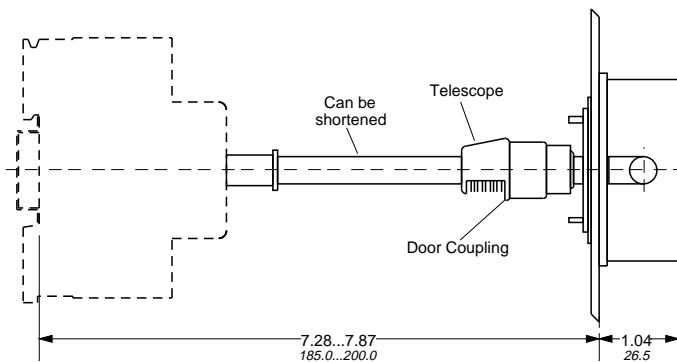 Can be
shortened
Telescope
Door Coupling
7.28...7.87
185.0...200.0
1.04
26.5